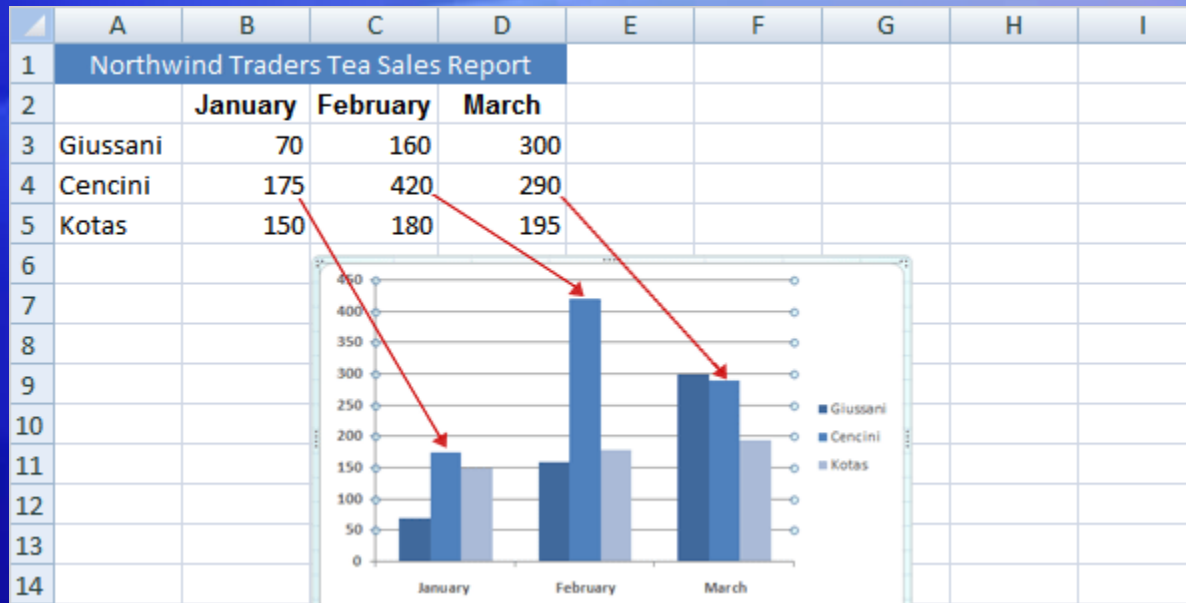 A B C D E F G H I
1 Northwind Traders Tea Sales Report
2 January February March
3 Giussani 70 160 300
4 Cencini 175 420 290
5 Kotas 150 180 195
6
7
8
9
10
11
12
13
14
450
400
350
300
250
200
150
100
50
0
January February March
Giussani
Cencini
Kotas